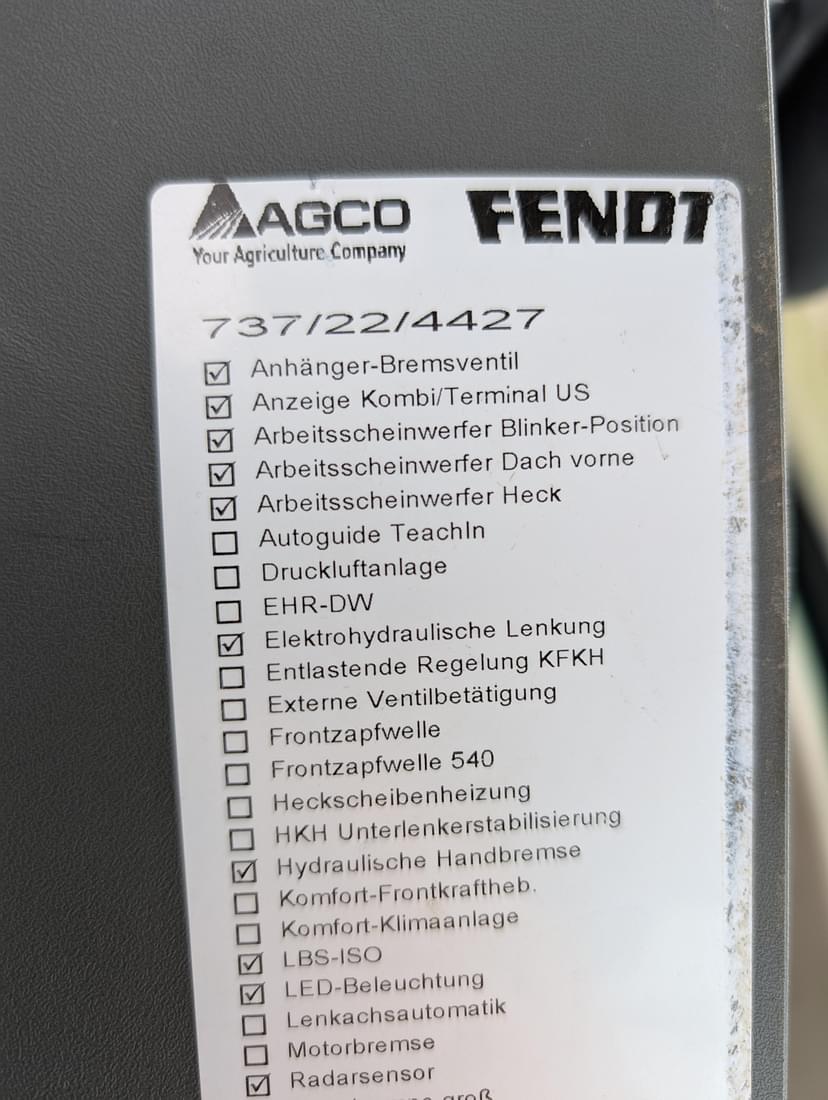 AGCO
Your Agriculture Company
FENDT
737/22/4427
☑ Anhänger-Bremsventil
☑ Anzeige Kombi/Terminal US
☑ Arbeitsscheinwerfer Blinker-Position
☑ Arbeitsscheinwerfer Dach vorne
☑ Arbeitsscheinwerfer Heck
☐ Autoguide TeachIn
☐ Druckluftanlage
☐ EHR-DW
☑ Elektrohydraulische Lenkung
☐ Entlastende Regelung KFKH
☐ Externe Ventilbetätigung
☐ Frontzapfwelle
☐ Frontzapfwelle 540
☐ Heckscheibenheizung
☐ HKH Unterlenkerstabilisierung
☑ Hydraulische Handbremse
☐ Komfort-Frontkraftheb.
☐ Komfort-Klimaanlage
☑ LBS-ISO
☑ LED-Beleuchtung
☐ Lenkachsautomatik
☐ Motorbremse
☑ Radarsensor
groß